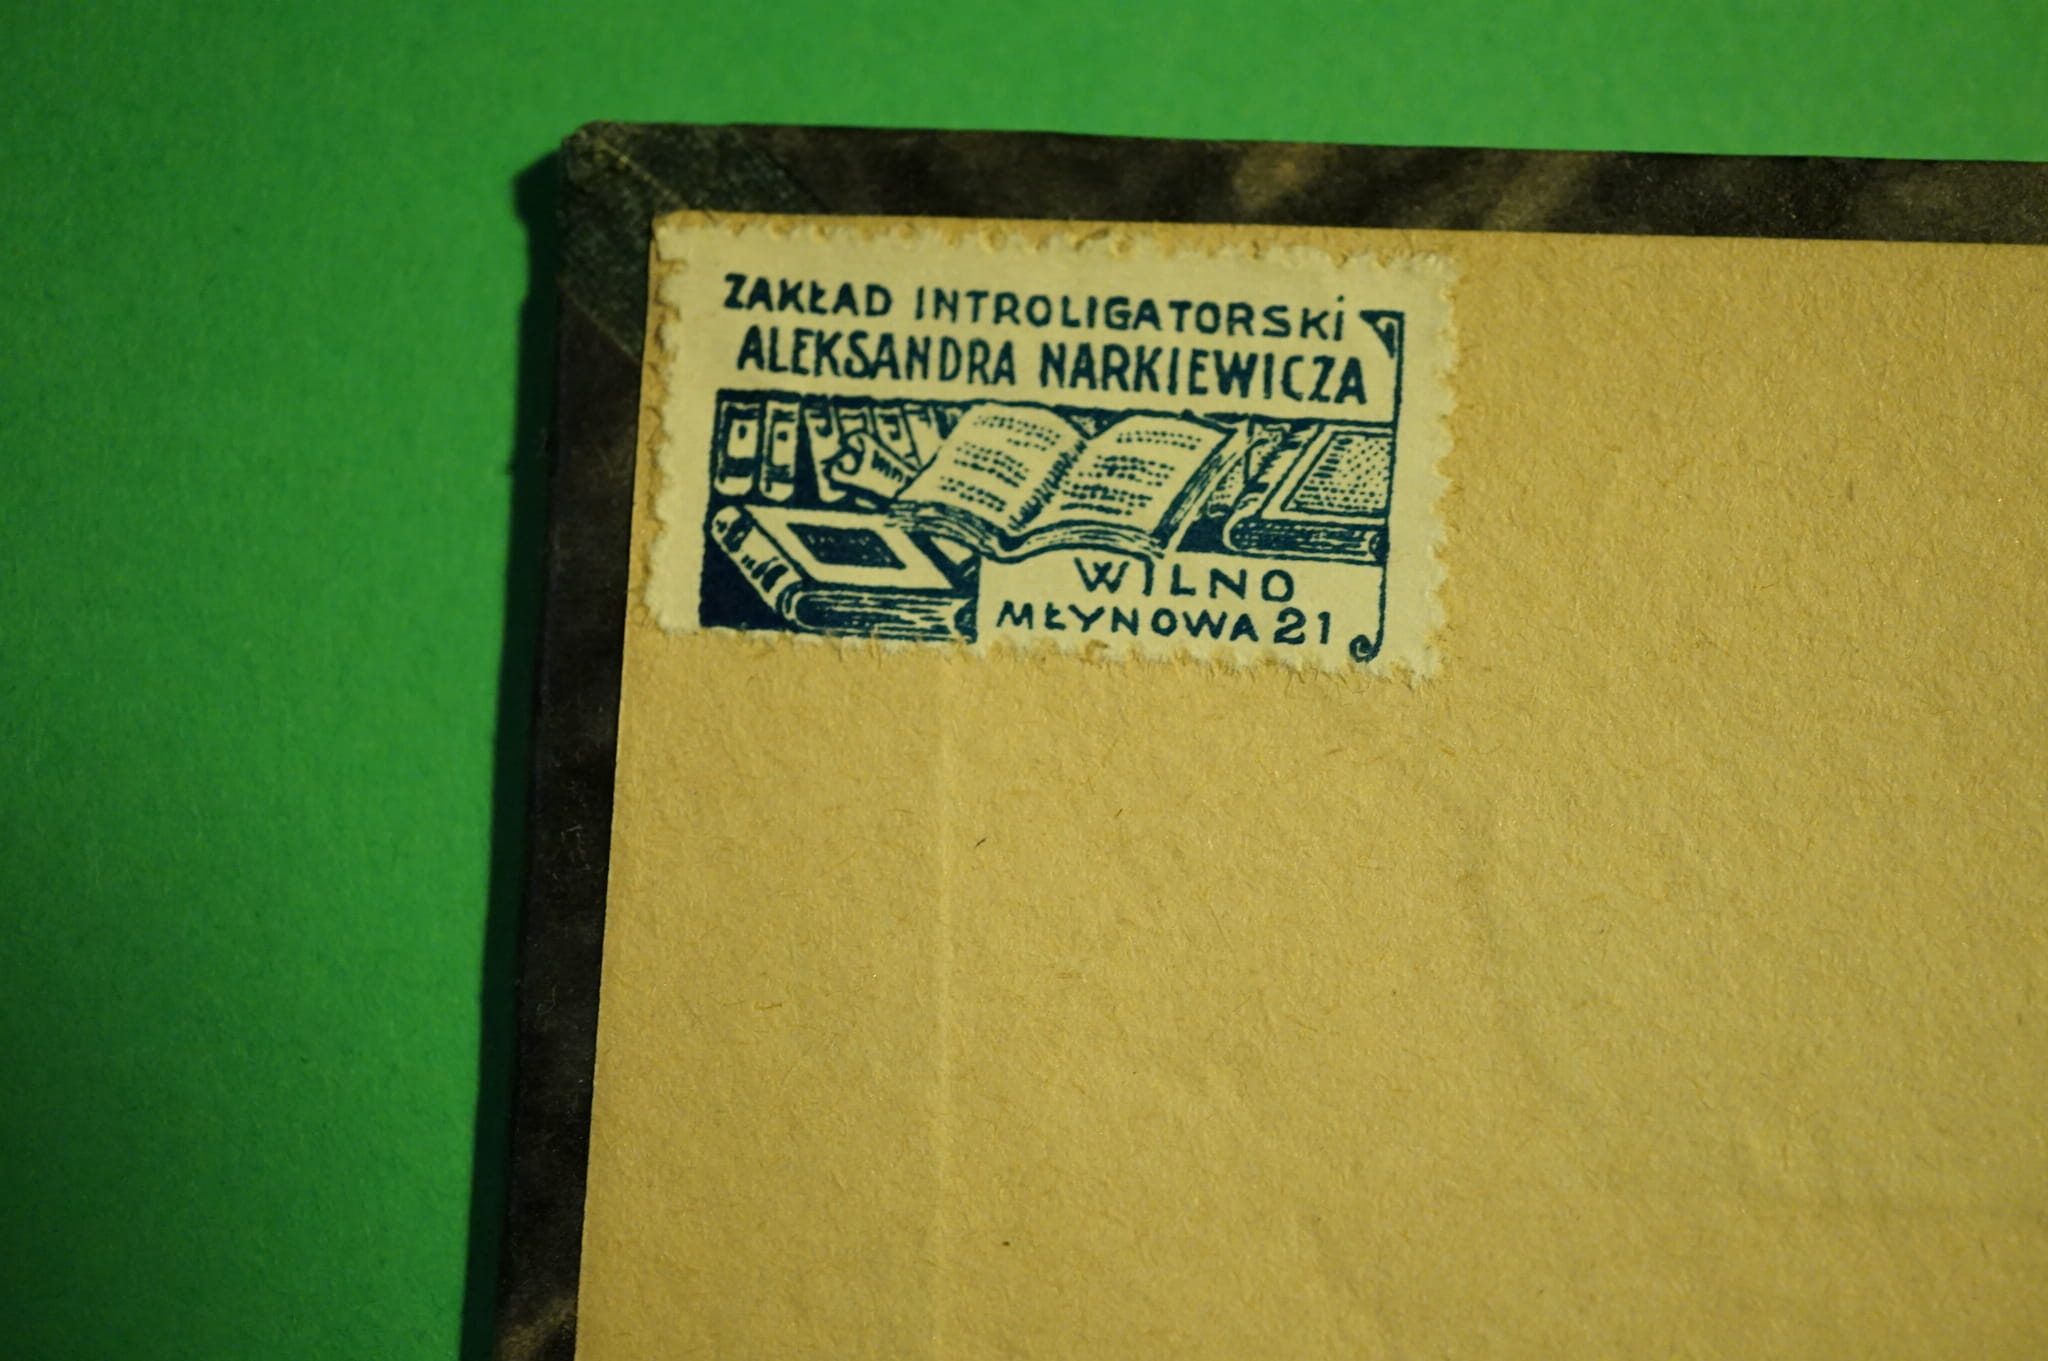 ZAKŁAD INTROLIGATORSKI
ALEKSANDRA NARKIEWICZA
WILNO
MŁYNOWA 21